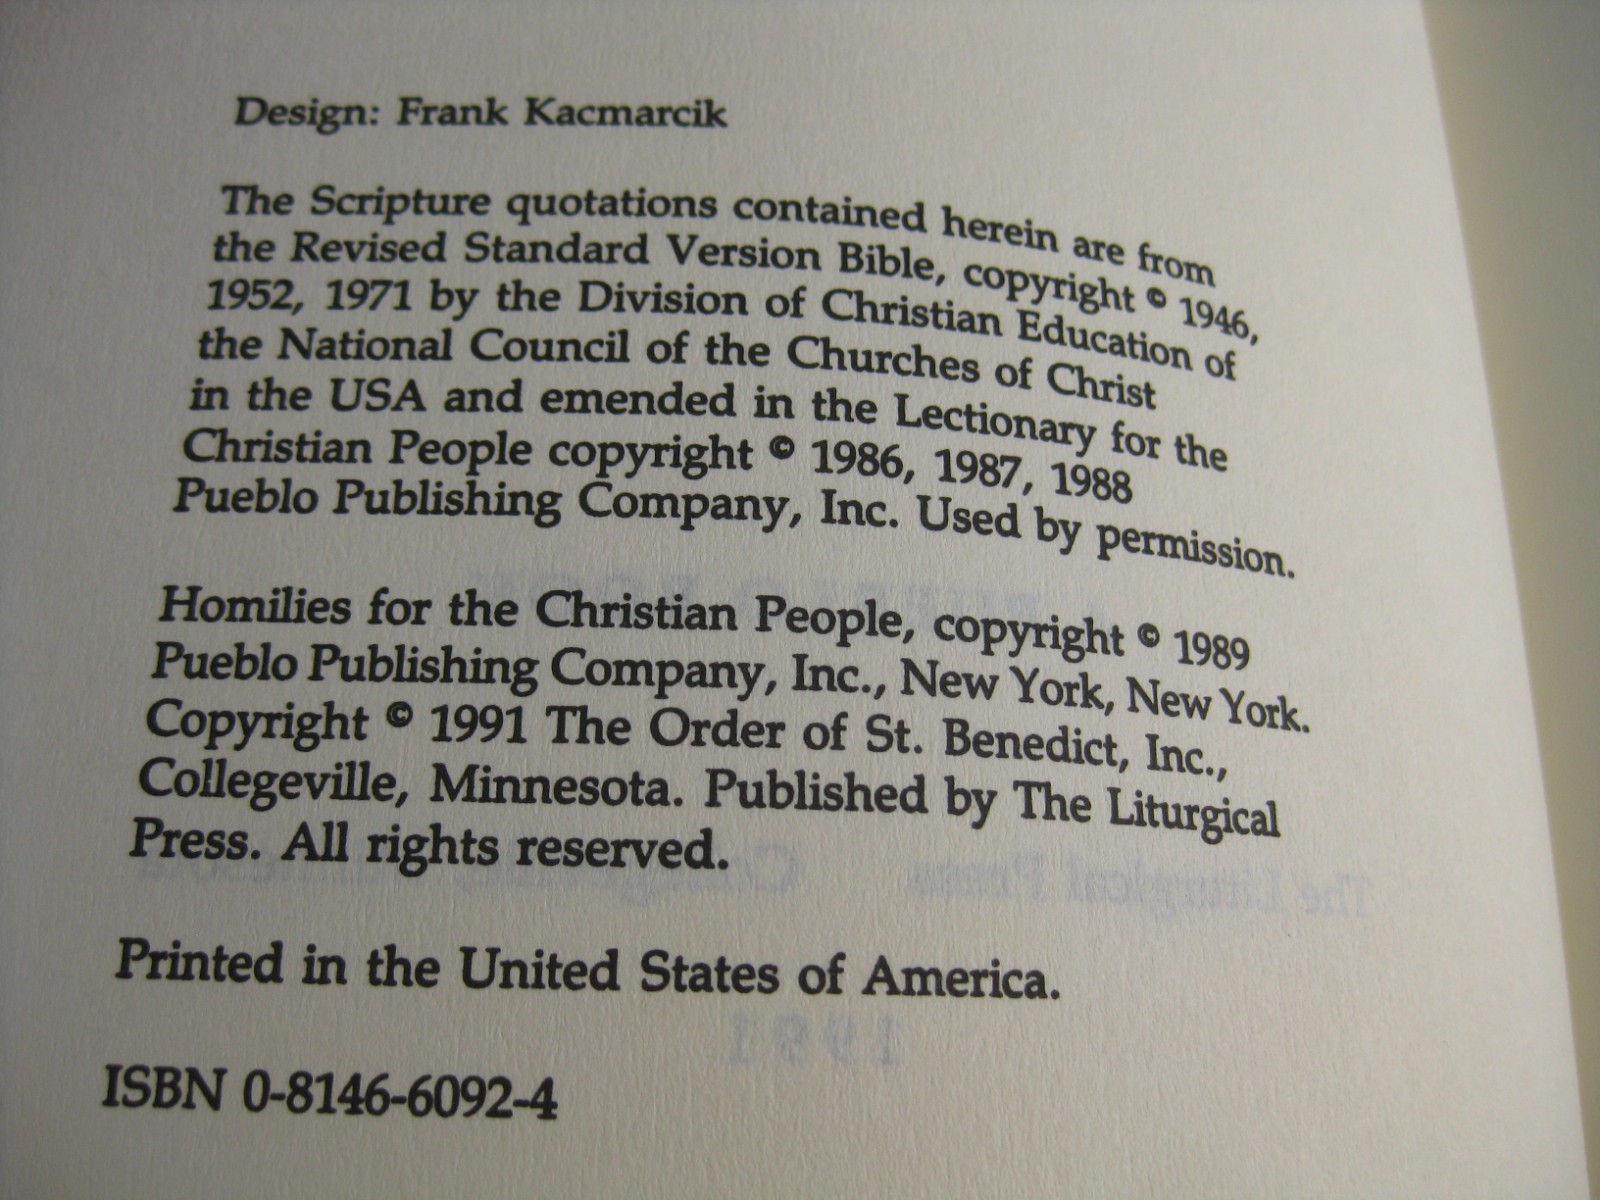 Design: Frank Kacmarcik
The Scripture quotations contained herein are from
the Revised Standard Version Bible, copyright © 1946,
1952, 1971 by the Division of Christian Education of
the National Council of the Churches of Christ
in the USA and emended in the Lectionary for the
Christian People copyright © 1986, 1987, 1988
Pueblo Publishing Company, Inc. Used by permission.
Homilies for the Christian People, copyright © 1989
Pueblo Publishing Company, Inc., New York, New York.
Copyright © 1991 The Order of St. Benedict, Inc.,
Collegeville, Minnesota. Published by The Liturgical
Press. All rights reserved.
Printed in the United States of America.
ISBN 0-8146-6092-4